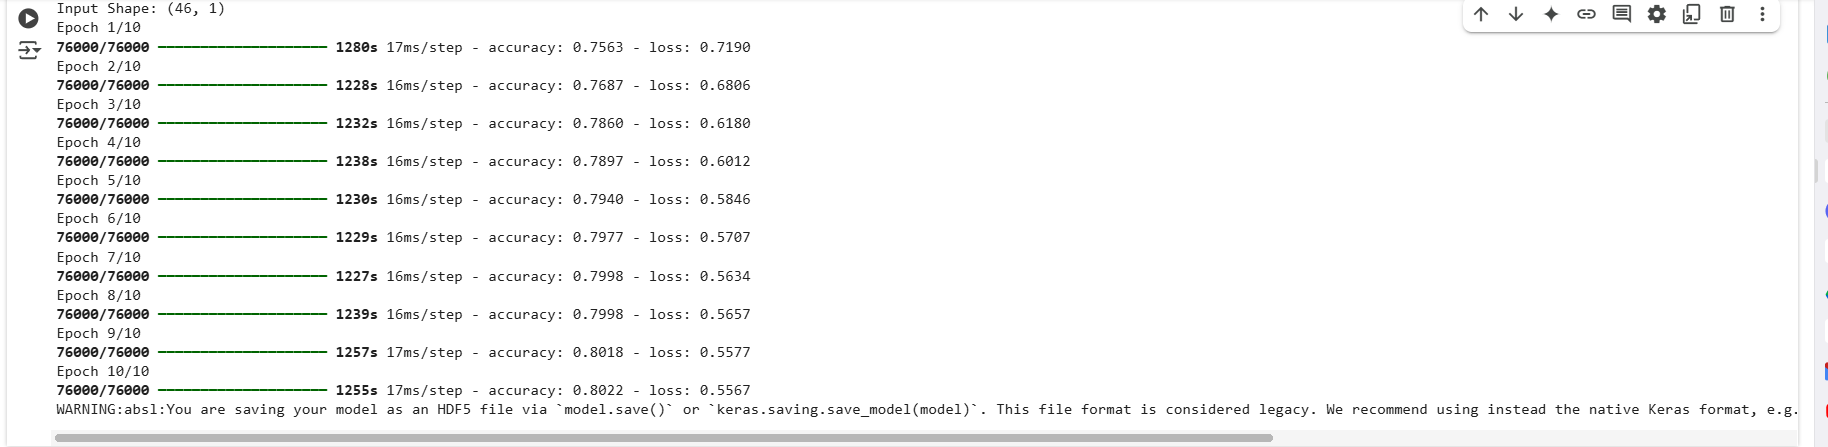 Input Shape: (46, 1)
Epoch 1/10
76000/76000 ━━━━━━━━━━━━━━━━━━━━ 1280s 17ms/step - accuracy: 0.7563 - loss: 0.7190
Epoch 2/10
76000/76000 ━━━━━━━━━━━━━━━━━━━━ 1228s 16ms/step - accuracy: 0.7687 - loss: 0.6806
Epoch 3/10
76000/76000 ━━━━━━━━━━━━━━━━━━━━ 1232s 16ms/step - accuracy: 0.7860 - loss: 0.6180
Epoch 4/10
76000/76000 ━━━━━━━━━━━━━━━━━━━━ 1238s 16ms/step - accuracy: 0.7897 - loss: 0.6012
Epoch 5/10
76000/76000 ━━━━━━━━━━━━━━━━━━━━ 1230s 16ms/step - accuracy: 0.7940 - loss: 0.5846
Epoch 6/10
76000/76000 ━━━━━━━━━━━━━━━━━━━━ 1229s 16ms/step - accuracy: 0.7977 - loss: 0.5707
Epoch 7/10
76000/76000 ━━━━━━━━━━━━━━━━━━━━ 1227s 16ms/step - accuracy: 0.7998 - loss: 0.5634
Epoch 8/10
76000/76000 ━━━━━━━━━━━━━━━━━━━━ 1239s 16ms/step - accuracy: 0.7998 - loss: 0.5657
Epoch 9/10
76000/76000 ━━━━━━━━━━━━━━━━━━━━ 1257s 17ms/step - accuracy: 0.8018 - loss: 0.5577
Epoch 10/10
76000/76000 ━━━━━━━━━━━━━━━━━━━━ 1255s 17ms/step - accuracy: 0.8022 - loss: 0.5567
WARNING:absl:You are saving your model as an HDF5 file via `model.save()` or `keras.saving.save_model(model)`. This file format is considered legacy. We recommend using instead the native Keras format, e.g.